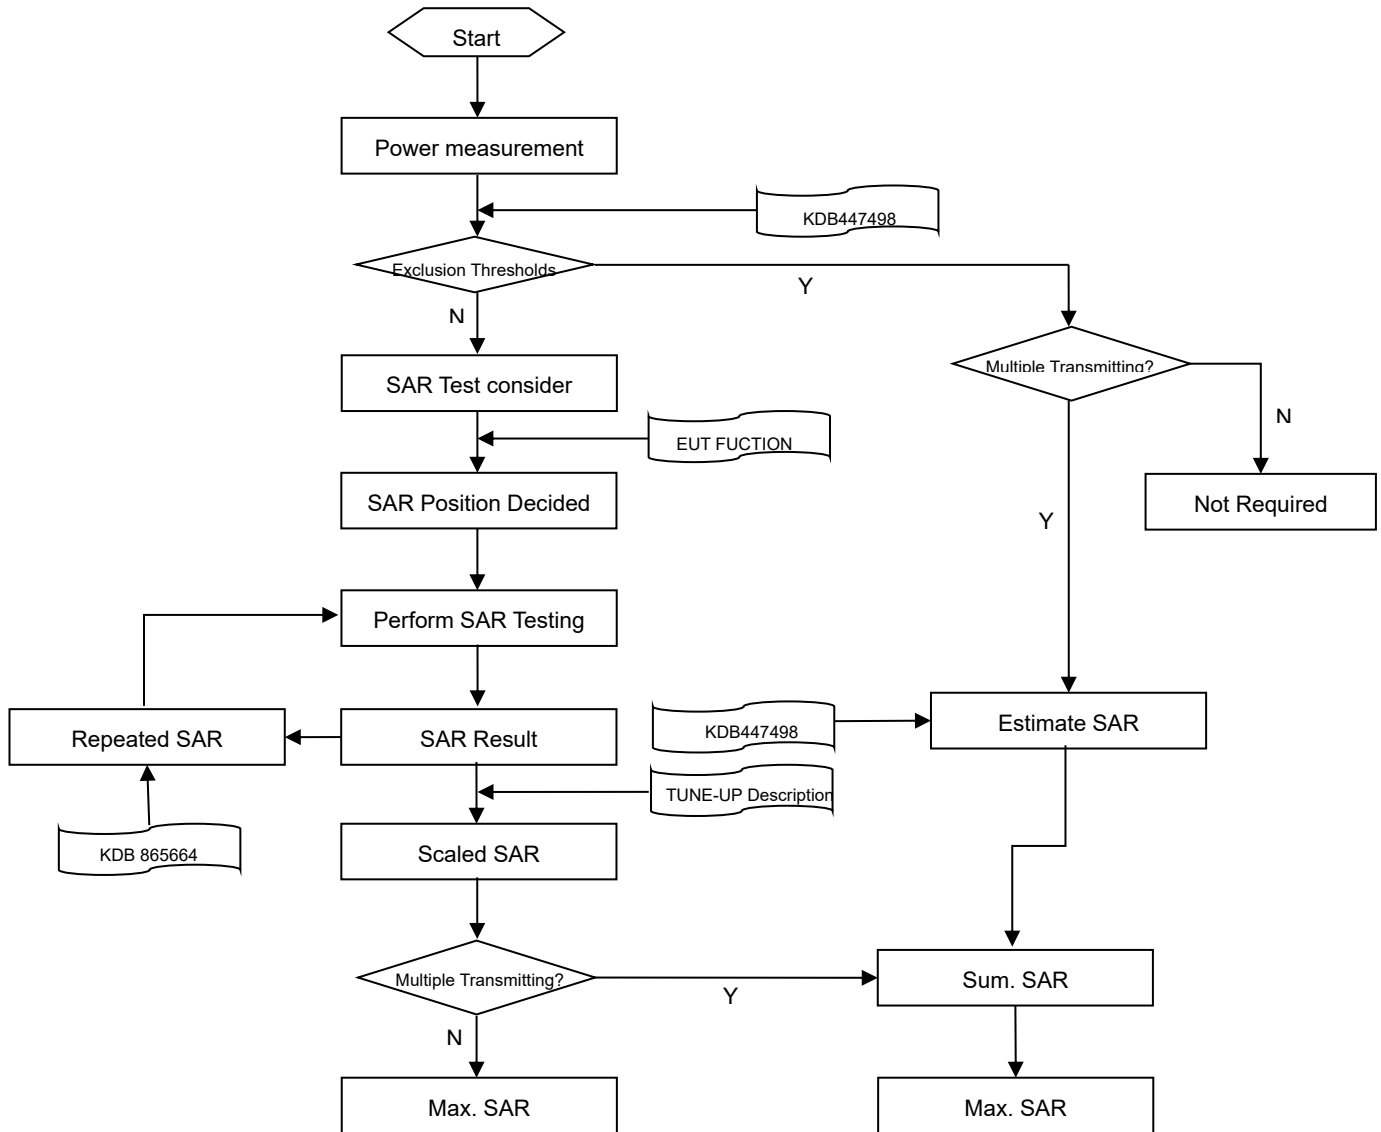 Start
Power measurement
KDB447498
Exclusion Thresholds
Y
N
Multiple Transmitting?
SAR Test consider
N
EUT FUCTION
SAR Position Decided
Not Required
Y
Perform SAR Testing
KDB447498
Estimate SAR
Repeated SAR
SAR Result
TUNE-UP Description
KDB 865664
Scaled SAR
Multiple Transmitting?
Y
Sum. SAR
N
Max. SAR
Max. SAR